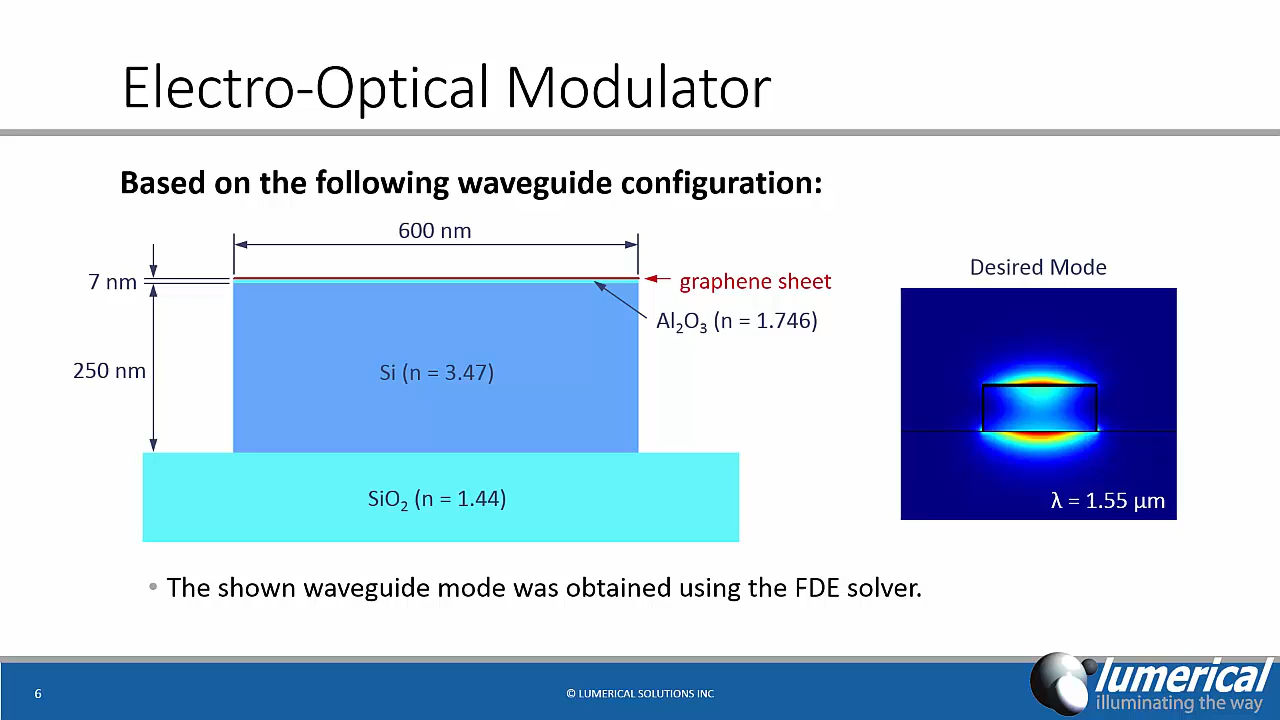 Electro-Optical Modulator
Based on the following waveguide configuration:
600 nm
7 nm
graphene sheet
Al₂O₃ (n = 1.746)
250 nm
Si (n = 3.47)
SiO₂ (n = 1.44)
Desired Mode
λ = 1.55 µm
• The shown waveguide mode was obtained using the FDE solver.
6
© LUMERICAL SOLUTIONS INC
lumerical
illuminating the way